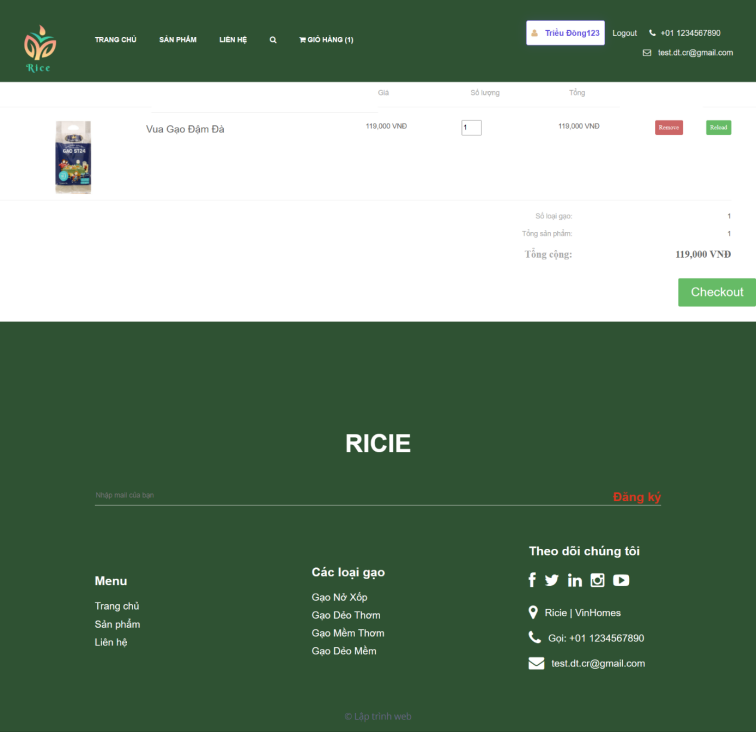 Rice
TRANG CHỦ SẢN PHẨM LIÊN HỆ GIỎ HÀNG (1)
Triều Đông123 Logout +01 1234567890
test.dt.cr@gmail.com
Giá Số lượng Tổng
Vua Gạo Đậm Đà 119,000 VNĐ 1 119,000 VNĐ Remove Reload
GẠO ST24
Số loại gạo: 1
Tổng sản phẩm: 1
Tổng cộng: 119,000 VNĐ
Checkout
RICIE
Nhập mail của bạn Đăng ký
Menu
Trang chủ
Sản phẩm
Liên hệ
Các loại gạo
Gạo Nở Xốp
Gạo Dẻo Thơm
Gạo Mềm Thơm
Gạo Dẻo Mềm
Theo dõi chúng tôi
Ricie | VinHomes
Gọi: +01 1234567890
test.dt.cr@gmail.com
© Lập trình web